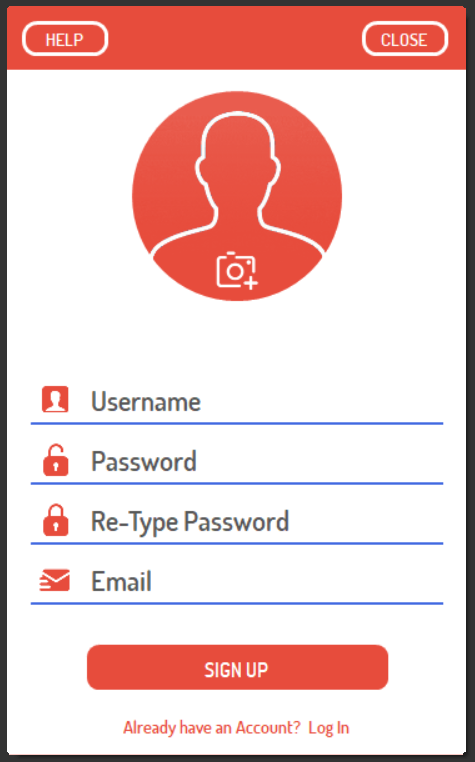 HELP CLOSE
Username
Password
Re-Type Password
Email
SIGN UP
Already have an Account? Log In